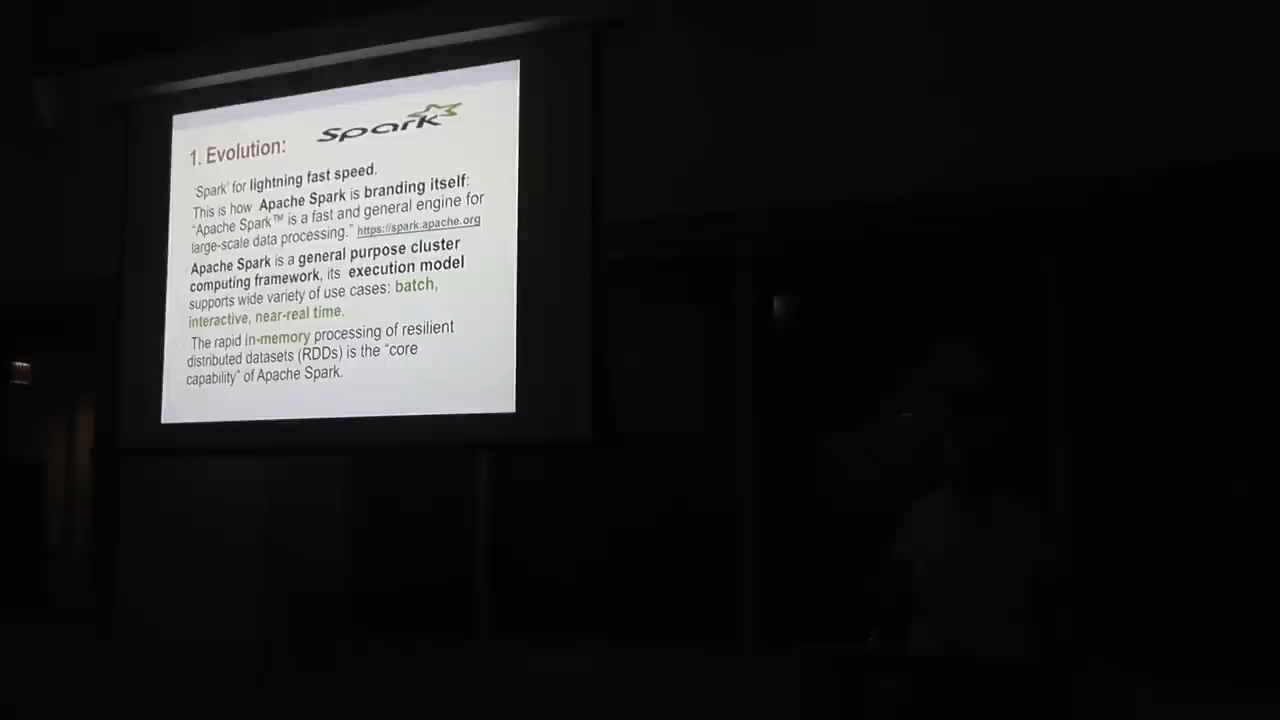 1. Evolution:
Spark
'Spark' for lightning fast speed.
This is how Apache Spark is branding itself:
“Apache Spark™ is a fast and general engine for
large-scale data processing.” https://spark.apache.org
Apache Spark is a general purpose cluster
computing framework, its execution model
supports wide variety of use cases: batch,
interactive, near-real time.
The rapid in-memory processing of resilient
distributed datasets (RDDs) is the “core
capability” of Apache Spark.